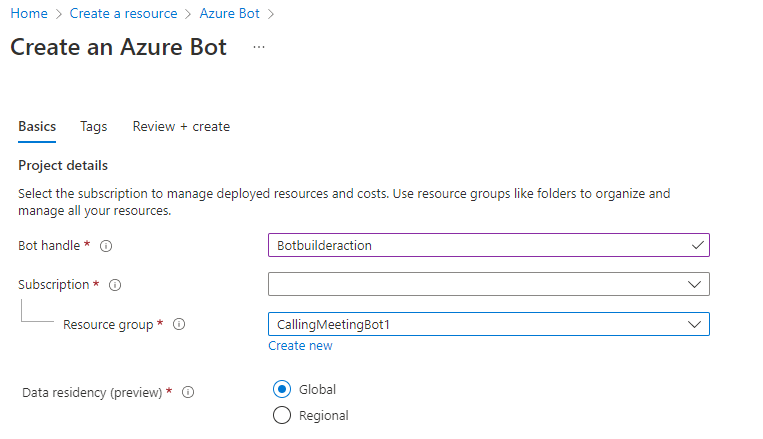 Home > Create a resource > Azure Bot >
Create an Azure Bot ...
Basics Tags Review + create
Project details
Select the subscription to manage deployed resources and costs. Use resource groups like folders to organize and
manage all your resources.
Bot handle * Botbuilderaction
Subscription *
Resource group * CallingMeetingBot1
Create new
Data residency (preview) * Global
Regional